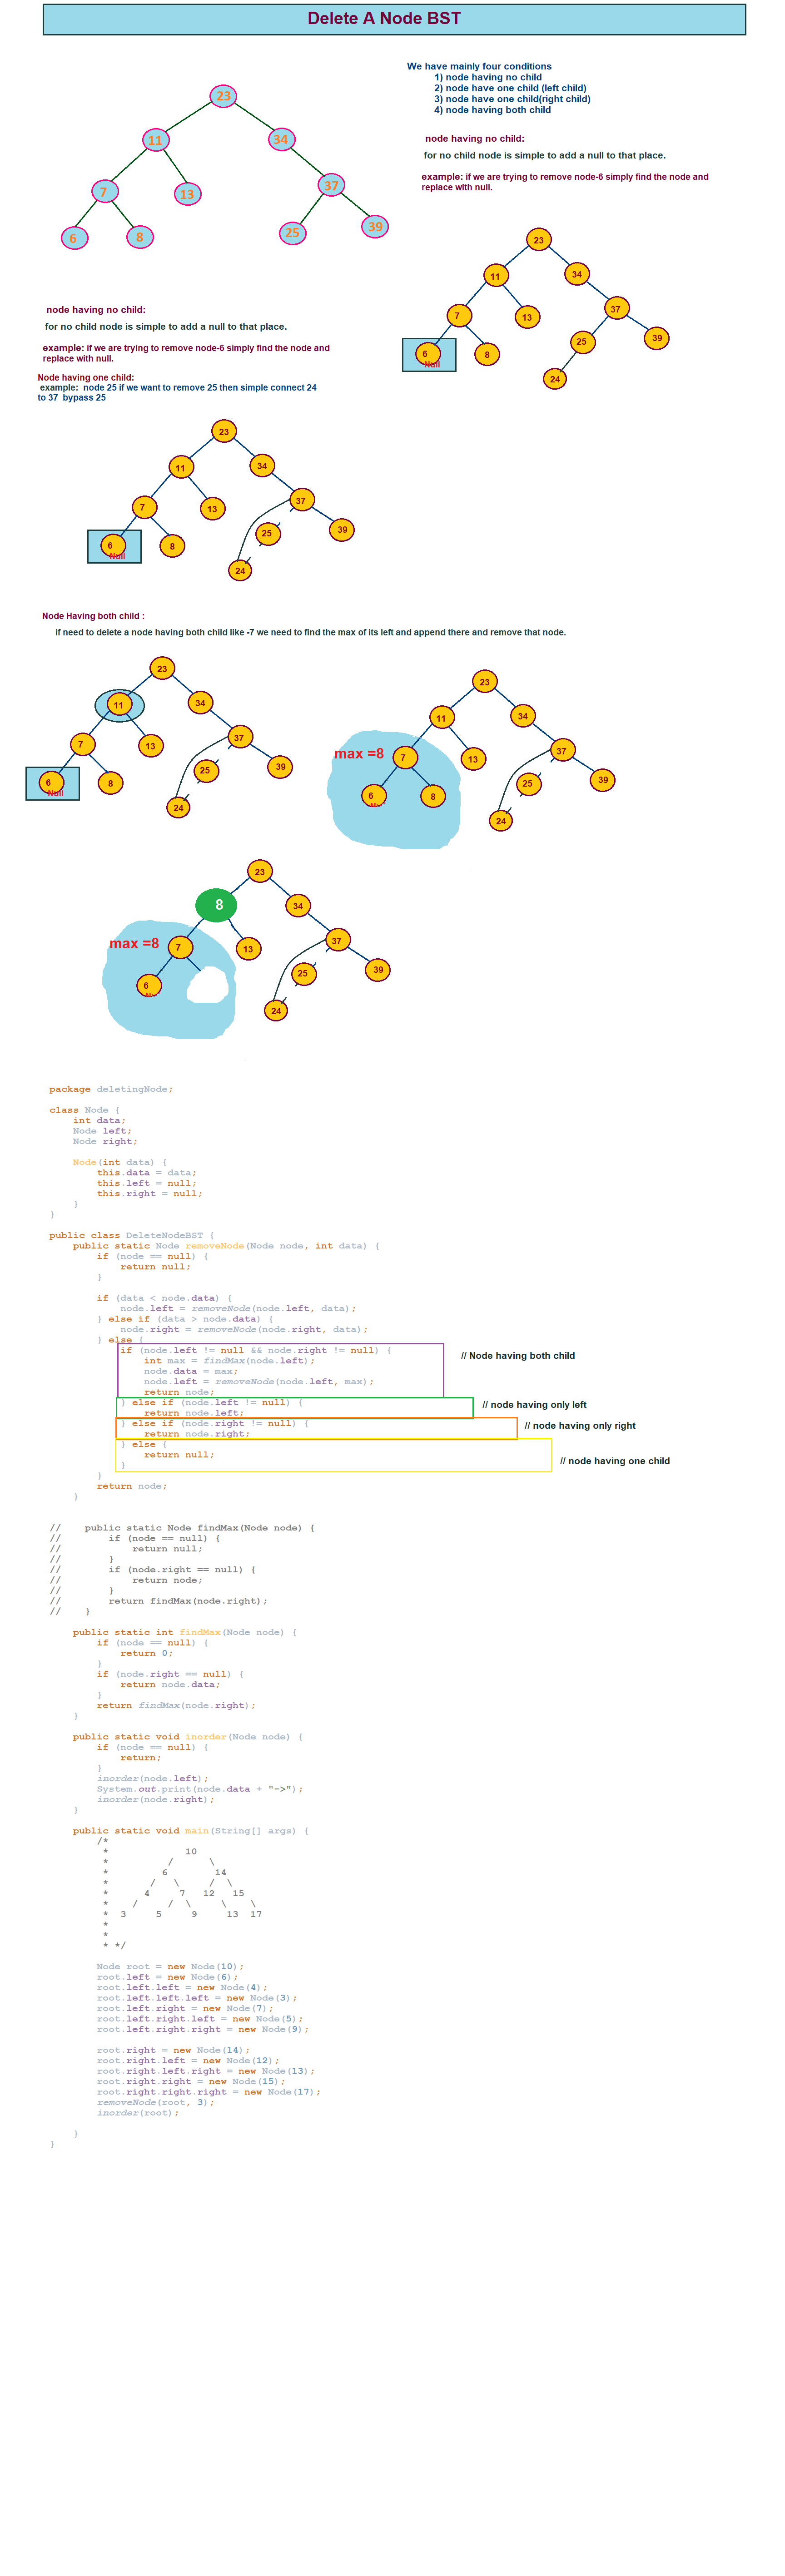 Delete A Node BST
We have mainly four conditions
1) node having no child
2) node have one child (left child)
3) node have one child(right child)
4) node having both child
23
11
34
7
13
37
6
8
25
39
node having no child:
for no child node is simple to add a null to that place.
example: if we are trying to remove node-6 simply find the node and
replace with null.
23
11
34
7
13
37
6
Null
8
25
39
24
node having no child:
for no child node is simple to add a null to that place.
example: if we are trying to remove node-6 simply find the node and
replace with null.
Node having one child:
example: node 25 if we want to remove 25 then simple connect 24
to 37 bypass 25
23
11
34
7
13
37
6
Null
8
25
39
24
Node Having both child :
if need to delete a node having both child like -7 we need to find the max of its left and append there and remove that node.
23
11
34
7
13
37
6
Null
8
25
39
24
23
11
34
max =8
7
13
37
6
8
25
39
24
23
8
34
max =8
7
13
37
6
25
39
24
package deletingNode;
class Node {
int data;
Node left;
Node right;
Node(int data) {
this.data = data;
this.left = null;
this.right = null;
}
}
public class DeleteNodeBST {
public static Node removeNode(Node node, int data) {
if (node == null) {
return null;
}
if (data < node.data) {
node.left = removeNode(node.left, data);
} else if (data > node.data) {
node.right = removeNode(node.right, data);
} else {
if (node.left != null && node.right != null) {
// Node having both child
int max = findMax(node.left);
node.data = max;
node.left = removeNode(node.left, max);
return node;
} else if (node.left != null) {
// node having only left
return node.left;
} else if (node.right != null) {
// node having only right
return node.right;
} else {
return null;
}
// node having one child
}
return node;
}
// public static Node findMax(Node node) {
// if (node == null) {
// return null;
// }
// if (node.right == null) {
// return node;
// }
// return findMax(node.right);
// }
public static int findMax(Node node) {
if (node == null) {
return 0;
}
if (node.right == null) {
return node.data;
}
return findMax(node.right);
}
public static void inorder(Node node) {
if (node == null) {
return;
}
inorder(node.left);
System.out.print(node.data + "->");
inorder(node.right);
}
public static void main(String[] args) {
/*
* 10
* / \
* 6 14
* / \ / \
* 4 7 12 15
* / / \ \ \
* 3 5 9 13 17
*
*
* */
Node root = new Node(10);
root.left = new Node(6);
root.left.left = new Node(4);
root.left.left.left = new Node(3);
root.left.right = new Node(7);
root.left.right.left = new Node(5);
root.left.right.right = new Node(9);
root.right = new Node(14);
root.right.left = new Node(12);
root.right.left.right = new Node(13);
root.right.right = new Node(15);
root.right.right.right = new Node(17);
removeNode(root, 3);
inorder(root);
}
}